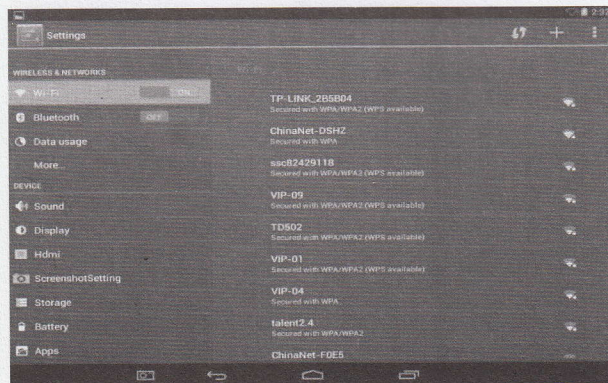 2:3
Settings
WIRELESS & NETWORKS
Wi-Fi ON
Bluetooth OFF
Data usage
More...
DEVICE
Sound
Display
Hdmi
ScreenshotSetting
Storage
Battery
Apps
TP-LINK_2B5B04
Secured with WPA/WPA2 (WPS available)
ChinaNet-DSHZ
Secured with WPA
ssc82429118
Secured with WPA/WPA2 (WPS available)
VIP-09
Secured with WPA/WPA2 (WPS available)
TD502
Secured with WPA/WPA2 (WPS available)
VIP-01
Secured with WPA/WPA2 (WPS available)
VIP-04
Secured with WPA
talent2.4
Secured with WPA/WPA2
ChinaNet-F0E5